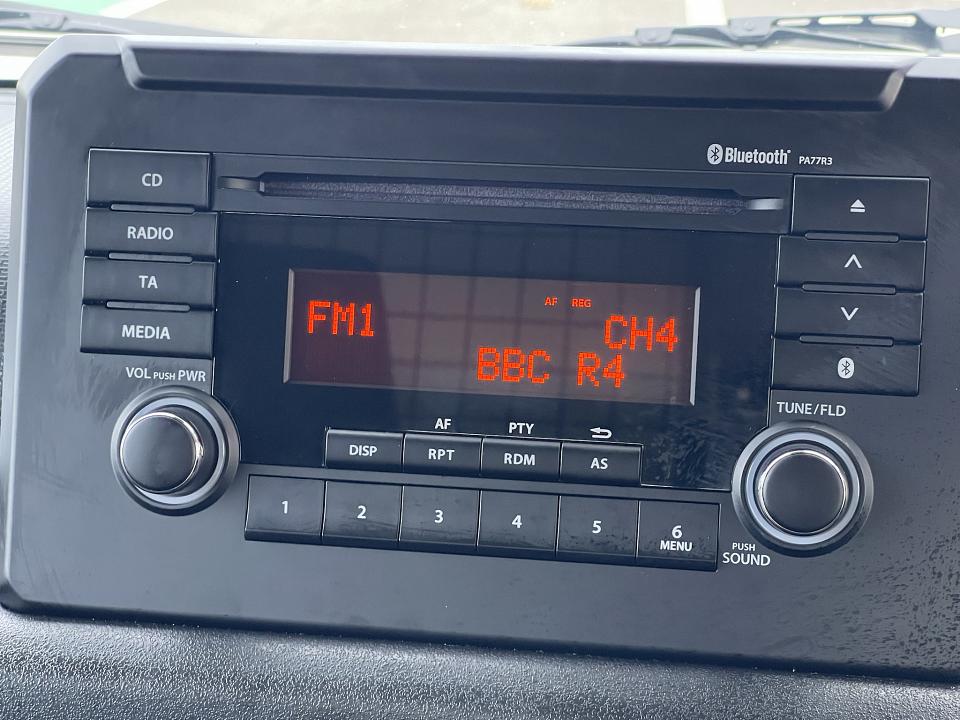 Bluetooth® PA77R3
CD
RADIO
TA
MEDIA
VOL PUSH PWR
AF REG
FM1
CH4
BBC R4
TUNE/FLD
AF PTY
DISP RPT RDM AS
1 2 3 4 5 6
MENU
PUSH
SOUND